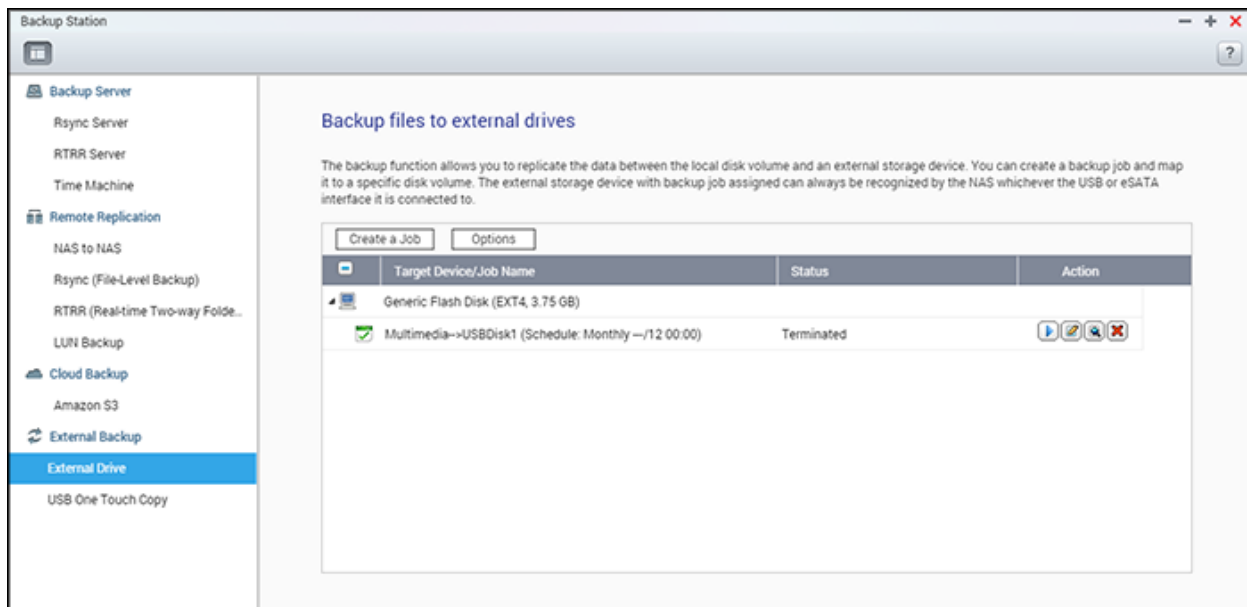 Backup Station
?
Backup Server
Rsync Server
RTRR Server
Time Machine
Remote Replication
NAS to NAS
Rsync (File-Level Backup)
RTRR (Real-time Two-way Folde...
LUN Backup
Cloud Backup
Amazon S3
External Backup
External Drive
USB One Touch Copy
Backup files to external drives
The backup function allows you to replicate the data between the local disk volume and an external storage device. You can create a backup job and map
it to a specific disk volume. The external storage device with backup job assigned can always be recognized by the NAS whichever the USB or eSATA
interface it is connected to.
Create a Job Options
Target Device/Job Name Status Action
Generic Flash Disk (EXT4, 3.75 GB)
Multimedia-->USBDisk1 (Schedule: Monthly --/12 00:00) Terminated